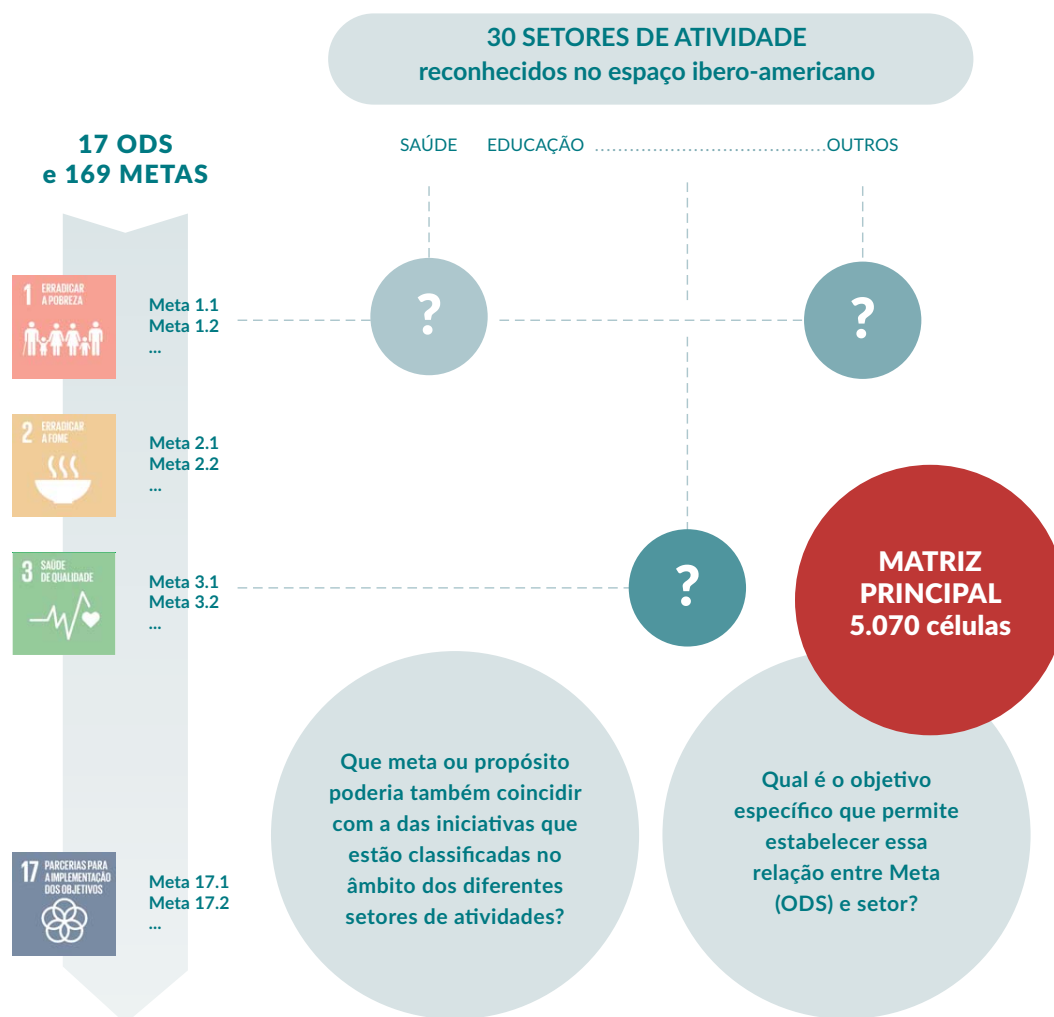 30 SETORES DE ATIVIDADE
reconhecidos no espaço ibero-americano
17 ODS
e 169 METAS
SAÚDE EDUCAÇÃO ............................................................OUTROS
1 ERRADICAR
A POBREZA
Meta 1.1
Meta 1.2
...
?
?
2 ERRADICAR
A FOME
Meta 2.1
Meta 2.2
...
3 SAÚDE
DE QUALIDADE
Meta 3.1
Meta 3.2
...
?
MATRIZ
PRINCIPAL
5.070 células
Que meta ou propósito
poderia também coincidir
com a das iniciativas que
estão classificadas no
âmbito dos diferentes
setores de atividades?
Qual é o objetivo
específico que permite
estabelecer essa
relação entre Meta
(ODS) e setor?
17 PARCERIAS PARA
A IMPLEMENTAÇÃO
DOS OBJETIVOS
Meta 17.1
Meta 17.2
...